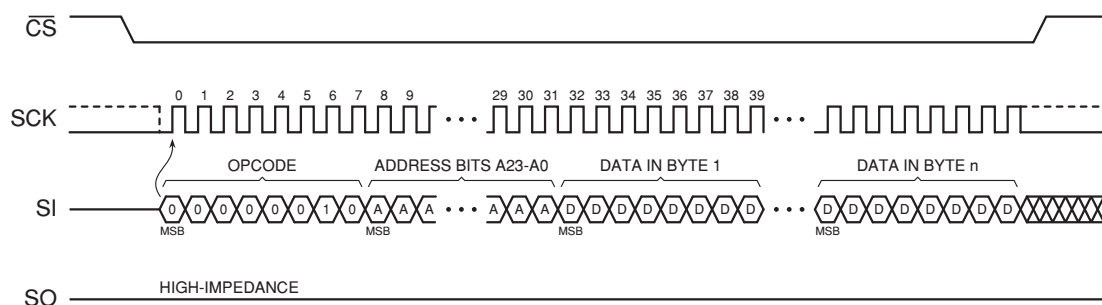 CS
0 1 2 3 4 5 6 7 8 9 29 30 31 32 33 34 35 36 37 38 39
SCK
OPCODE ADDRESS BITS A23-A0 DATA IN BYTE 1 DATA IN BYTE n
SI 0 0 0 0 0 0 1 0 A A A A A A D D D D D D D D D D D D D D D D
MSB MSB MSB MSB
HIGH-IMPEDANCE
SO